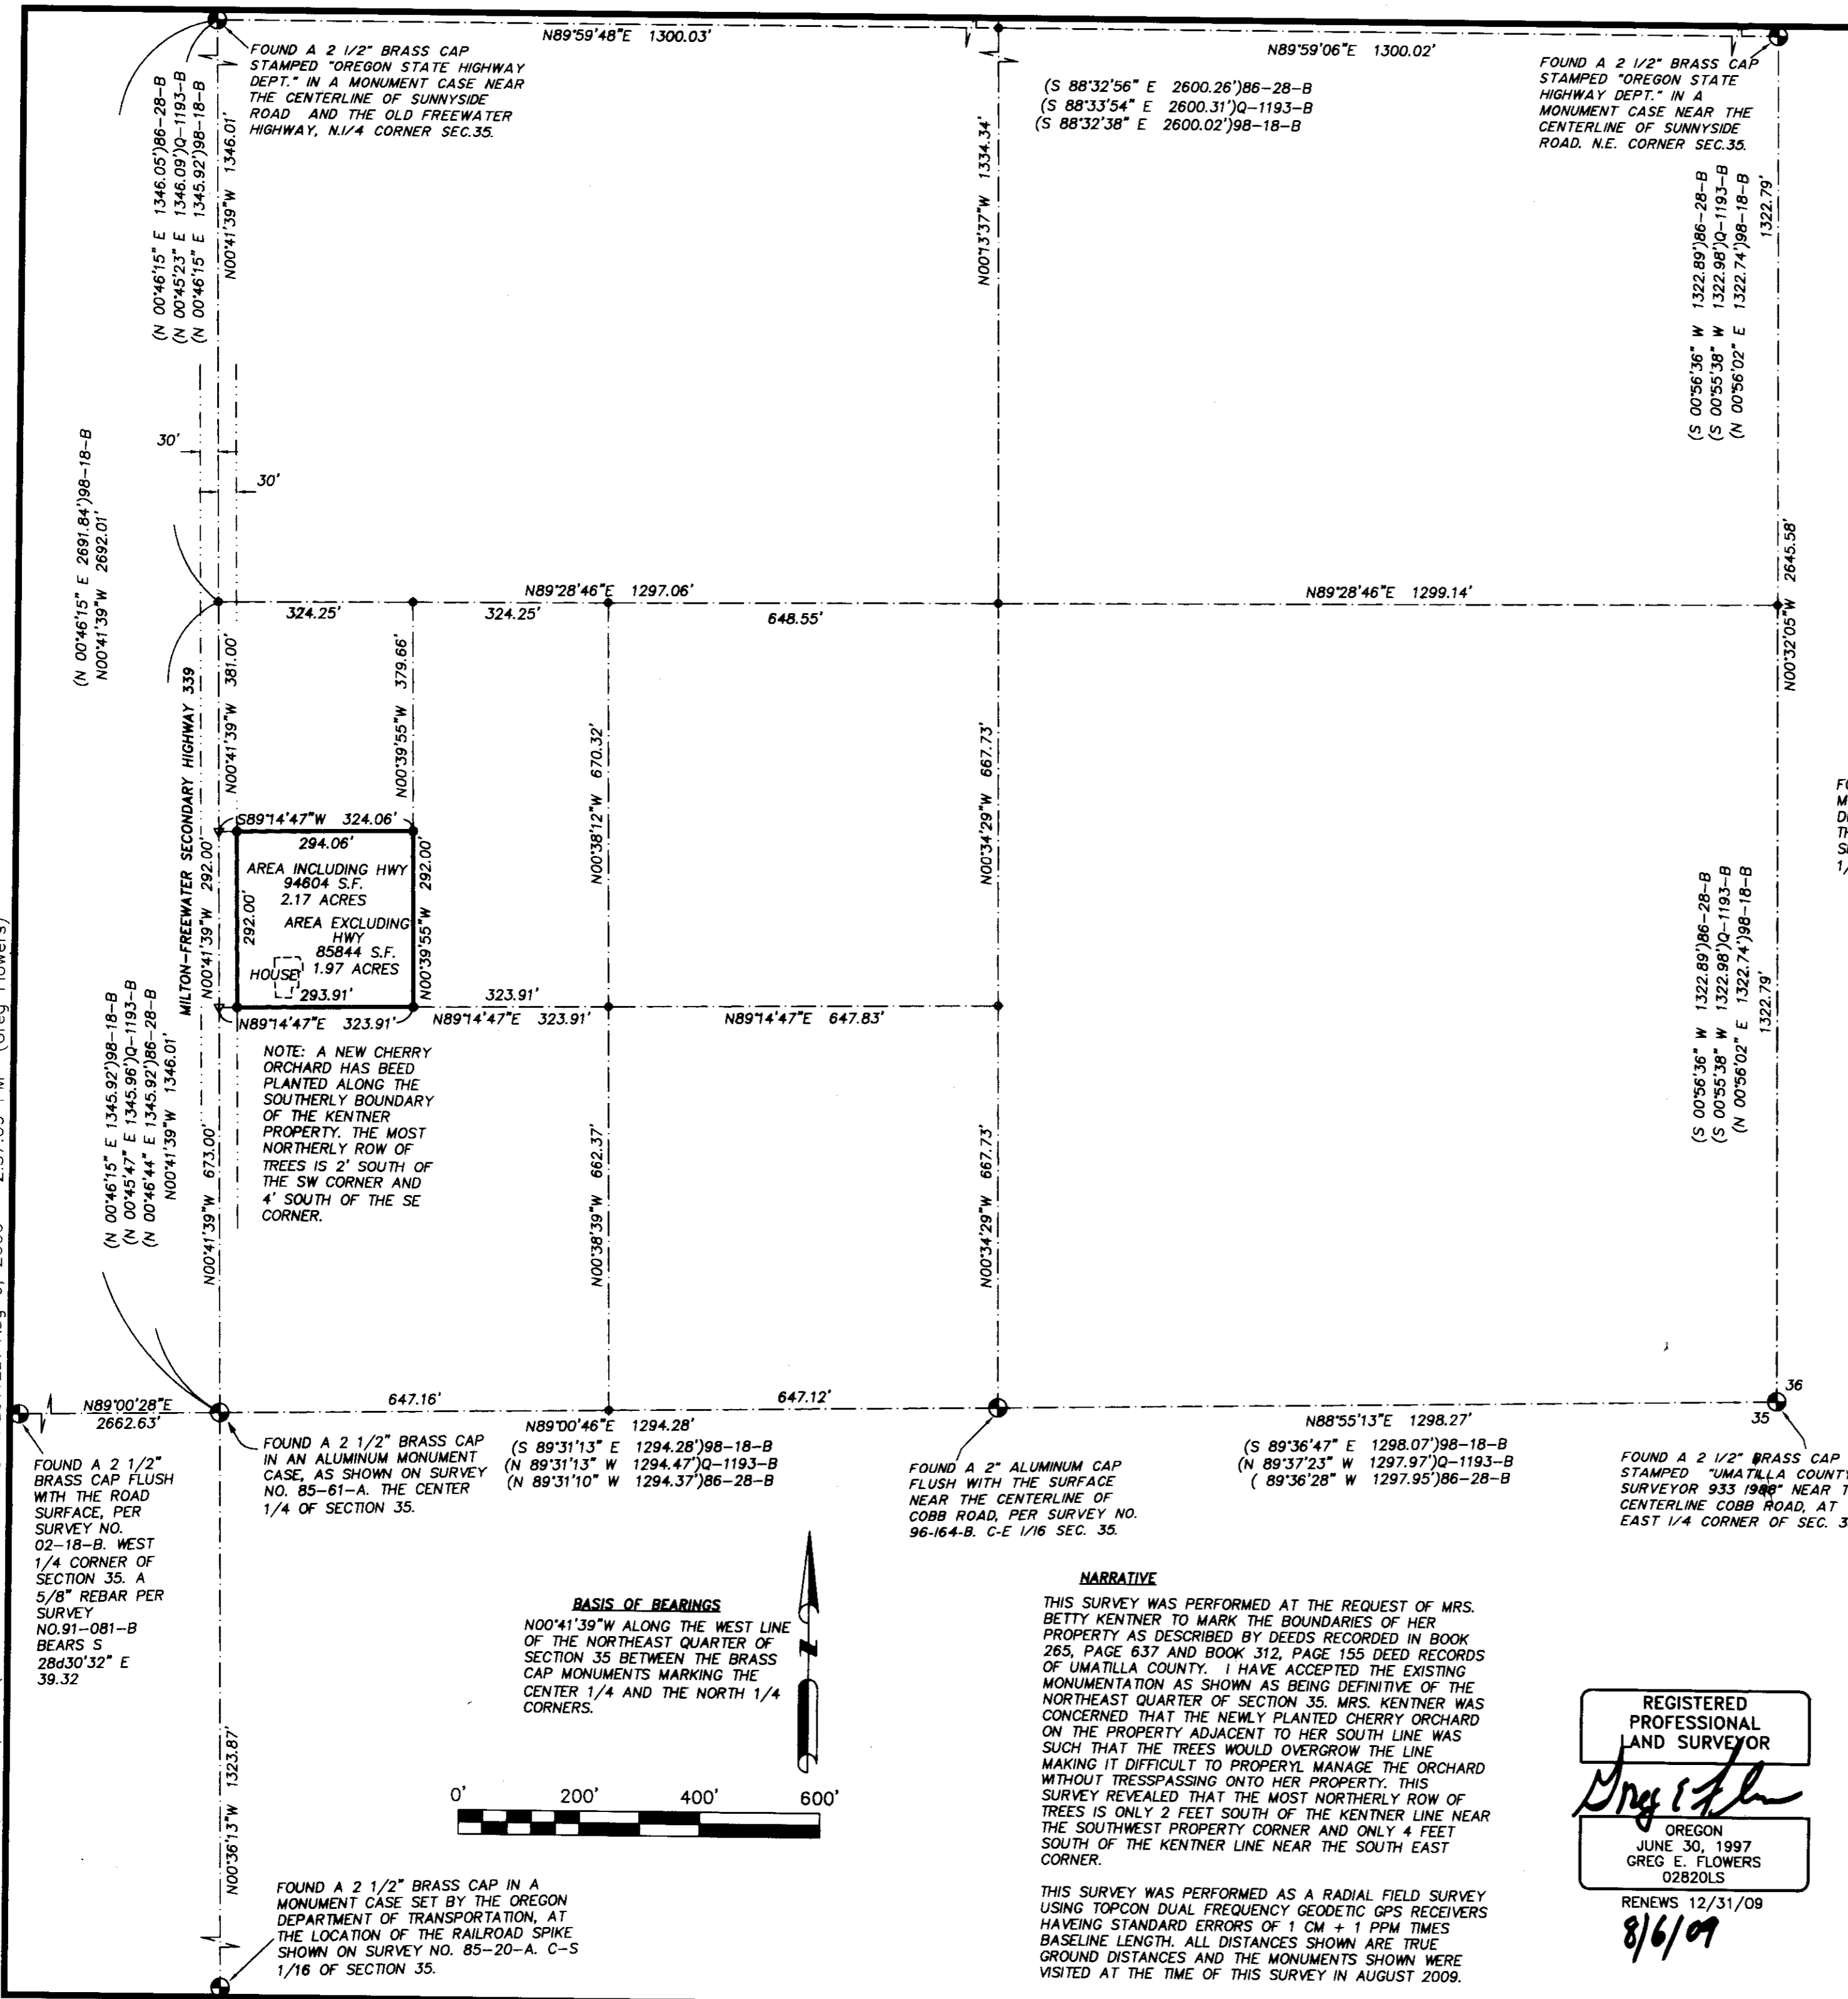 N89°59'48"E 1300.03'
N89°59'06"E 1300.02'
FOUND A 2 1/2" BRASS CAP
STAMPED "OREGON STATE HIGHWAY
DEPT." IN A MONUMENT CASE NEAR
THE CENTERLINE OF SUNNYSIDE
ROAD AND THE OLD FREEWATER
HIGHWAY, N.1/4 CORNER SEC.35.
(S 88°32'56" E 2600.26')86-28-B
(S 88°33'54" E 2600.31')Q-1193-B
(S 88°32'38" E 2600.02')98-18-B
FOUND A 2 1/2" BRASS CAP
STAMPED "OREGON STATE
HIGHWAY DEPT." IN A
MONUMENT CASE NEAR THE
CENTERLINE OF SUNNYSIDE
ROAD. N.E. CORNER SEC.35.
(N 00°46'15" E 1346.05')86-28-B
(N 00°45'23" E 1346.09')Q-1193-B
(N 00°46'15" E 1345.92')98-18-B
N00°41'39"W 1346.01'
N00°13'37"W 1334.34'
(S 00°56'36" W 1322.89')86-28-B
(S 00°55'38" W 1322.98')Q-1193-B
(N 00°56'02" E 1322.74')98-18-B
1322.79'
30'
30'
(N 00°46'15" E 2691.84')98-18-B
N00°41'39"W 2692.01'
N00°32'05"W 2645.58'
N89°28'46"E 1297.06'
N89°28'46"E 1299.14'
324.25'
324.25'
648.55'
MILTON-FREEWATER SECONDARY HIGHWAY 339
N00°41'39"W 381.00'
N00°39'55"W 379.66'
N00°38'12"W 670.32'
N00°34'29"W 667.73'
S89°14'47"W 324.06'
294.06'
N00°41'39"W 292.00'
292.00'
AREA INCLUDING HWY
94604 S.F.
2.17 ACRES
AREA EXCLUDING
HWY
85844 S.F.
1.97 ACRES
HOUSE
293.91'
N00°39'55"W 292.00'
N89°14'47"E 323.91'
323.91'
N89°14'47"E 323.91'
N89°14'47"E 647.83'
(S 00°56'36" W 1322.89')86-28-B
(S 00°55'38" W 1322.98')Q-1193-B
(N 00°56'02" E 1322.74')98-18-B
1322.79'
NOTE: A NEW CHERRY
ORCHARD HAS BEED
PLANTED ALONG THE
SOUTHERLY BOUNDARY
OF THE KENTNER
PROPERTY. THE MOST
NORTHERLY ROW OF
TREES IS 2' SOUTH OF
THE SW CORNER AND
4' SOUTH OF THE SE
CORNER.
(N 00°46'15" E 1345.92')98-18-B
(N 00°45'47" E 1345.96')Q-1193-B
(N 00°46'44" E 1345.92')86-28-B
N00°41'39"W 1346.01'
N00°41'39"W 673.00'
N00°38'39"W 662.37'
N00°34'29"W 667.73'
N89°00'28"E
2662.63'
647.16'
647.12'
N89°00'46"E 1294.28'
(S 89°31'13" E 1294.28')98-18-B
(N 89°31'13" W 1294.47')Q-1193-B
(N 89°31'10" W 1294.37')86-28-B
N88°55'13"E 1298.27'
(S 89°36'47" E 1298.07')98-18-B
(N 89°37'23" W 1297.97')Q-1193-B
( 89°36'28" W 1297.95')86-28-B
36
35
FOUND A 2 1/2"
BRASS CAP FLUSH
WITH THE ROAD
SURFACE, PER
SURVEY NO.
02-18-B. WEST
1/4 CORNER OF
SECTION 35. A
5/8" REBAR PER
SURVEY
NO.91-081-B
BEARS S
28d30'32" E
39.32
FOUND A 2 1/2" BRASS CAP
IN AN ALUMINUM MONUMENT
CASE, AS SHOWN ON SURVEY
NO. 85-61-A. THE CENTER
1/4 OF SECTION 35.
FOUND A 2" ALUMINUM CAP
FLUSH WITH THE SURFACE
NEAR THE CENTERLINE OF
COBB ROAD, PER SURVEY NO.
96-164-B. C-E 1/16 SEC. 35.
FOUND A 2 1/2" BRASS CAP
STAMPED "UMATILLA COUNTY
SURVEYOR 933 1988" NEAR
CENTERLINE COBB ROAD, AT
EAST 1/4 CORNER OF SEC.
BASIS OF BEARINGS
N00°41'39"W ALONG THE WEST LINE
OF THE NORTHEAST QUARTER OF
SECTION 35 BETWEEN THE BRASS
CAP MONUMENTS MARKING THE
CENTER 1/4 AND THE NORTH 1/4
CORNERS.
N
0' 200' 400' 600'
N00°36'13"W 1323.87'
FOUND A 2 1/2" BRASS CAP IN A
MONUMENT CASE SET BY THE OREGON
DEPARTMENT OF TRANSPORTATION, AT
THE LOCATION OF THE RAILROAD SPIKE
SHOWN ON SURVEY NO. 85-20-A. C-S
1/16 OF SECTION 35.
NARRATIVE
THIS SURVEY WAS PERFORMED AT THE REQUEST OF MRS.
BETTY KENTNER TO MARK THE BOUNDARIES OF HER
PROPERTY AS DESCRIBED BY DEEDS RECORDED IN BOOK
265, PAGE 637 AND BOOK 312, PAGE 155 DEED RECORDS
OF UMATILLA COUNTY. I HAVE ACCEPTED THE EXISTING
MONUMENTATION AS SHOWN AS BEING DEFINITIVE OF THE
NORTHEAST QUARTER OF SECTION 35. MRS. KENTNER WAS
CONCERNED THAT THE NEWLY PLANTED CHERRY ORCHARD
ON THE PROPERTY ADJACENT TO HER SOUTH LINE WAS
SUCH THAT THE TREES WOULD OVERGROW THE LINE
MAKING IT DIFFICULT TO PROPERYL MANAGE THE ORCHARD
WITHOUT TRESSPASSING ONTO HER PROPERTY. THIS
SURVEY REVEALED THAT THE MOST NORTHERLY ROW OF
TREES IS ONLY 2 FEET SOUTH OF THE KENTNER LINE NEAR
THE SOUTHWEST PROPERTY CORNER AND ONLY 4 FEET
SOUTH OF THE KENTNER LINE NEAR THE SOUTH EAST
CORNER.
THIS SURVEY WAS PERFORMED AS A RADIAL FIELD SURVEY
USING TOPCON DUAL FREQUENCY GEODETIC GPS RECEIVERS
HAVEING STANDARD ERRORS OF 1 CM + 1 PPM TIMES
BASELINE LENGTH. ALL DISTANCES SHOWN ARE TRUE
GROUND DISTANCES AND THE MONUMENTS SHOWN WERE
VISITED AT THE TIME OF THIS SURVEY IN AUGUST 2009.
REGISTERED
PROFESSIONAL
LAND SURVEYOR
OREGON
JUNE 30, 1997
GREG E. FLOWERS
02820LS
RENEWS 12/31/09
8/6/09